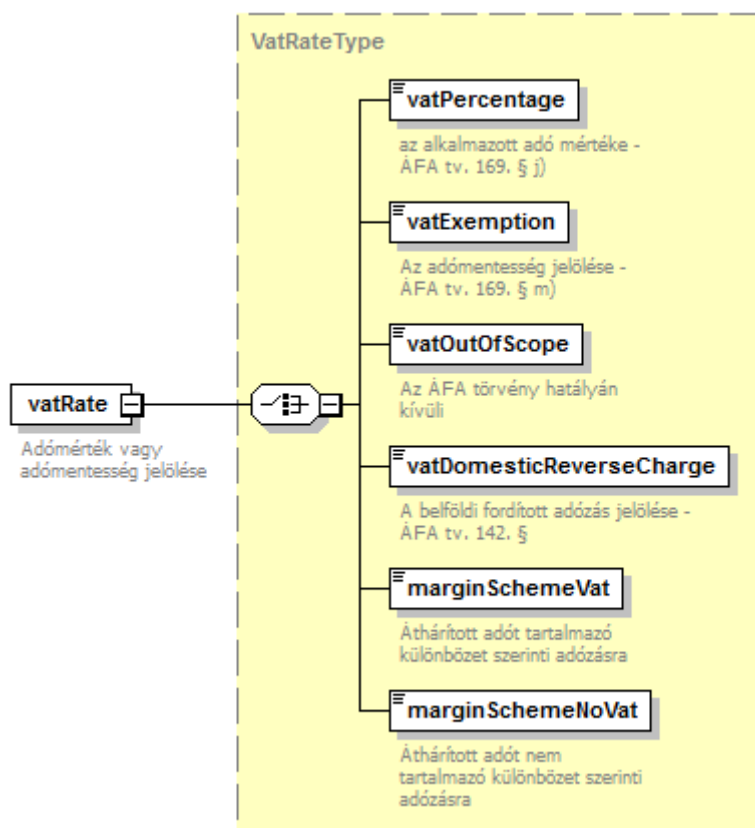 VatRateType
vatPercentage
az alkalmazott adó mértéke -
ÁFA tv. 169. § j)
vatExemption
Az adómentesség jelölése -
ÁFA tv. 169. § m)
vatOutOfScope
Az ÁFA törvény hatályán
kívüli
vatRate
Adómérték vagy
adómentesség jelölése
vatDomesticReverseCharge
A belföldi fordított adózás jelölése -
ÁFA tv. 142. §
marginSchemeVat
Áthárított adót tartalmazó
különbözet szerinti adózásra
marginSchemeNoVat
Áthárított adót nem
tartalmazó különbözet szerinti
adózásra